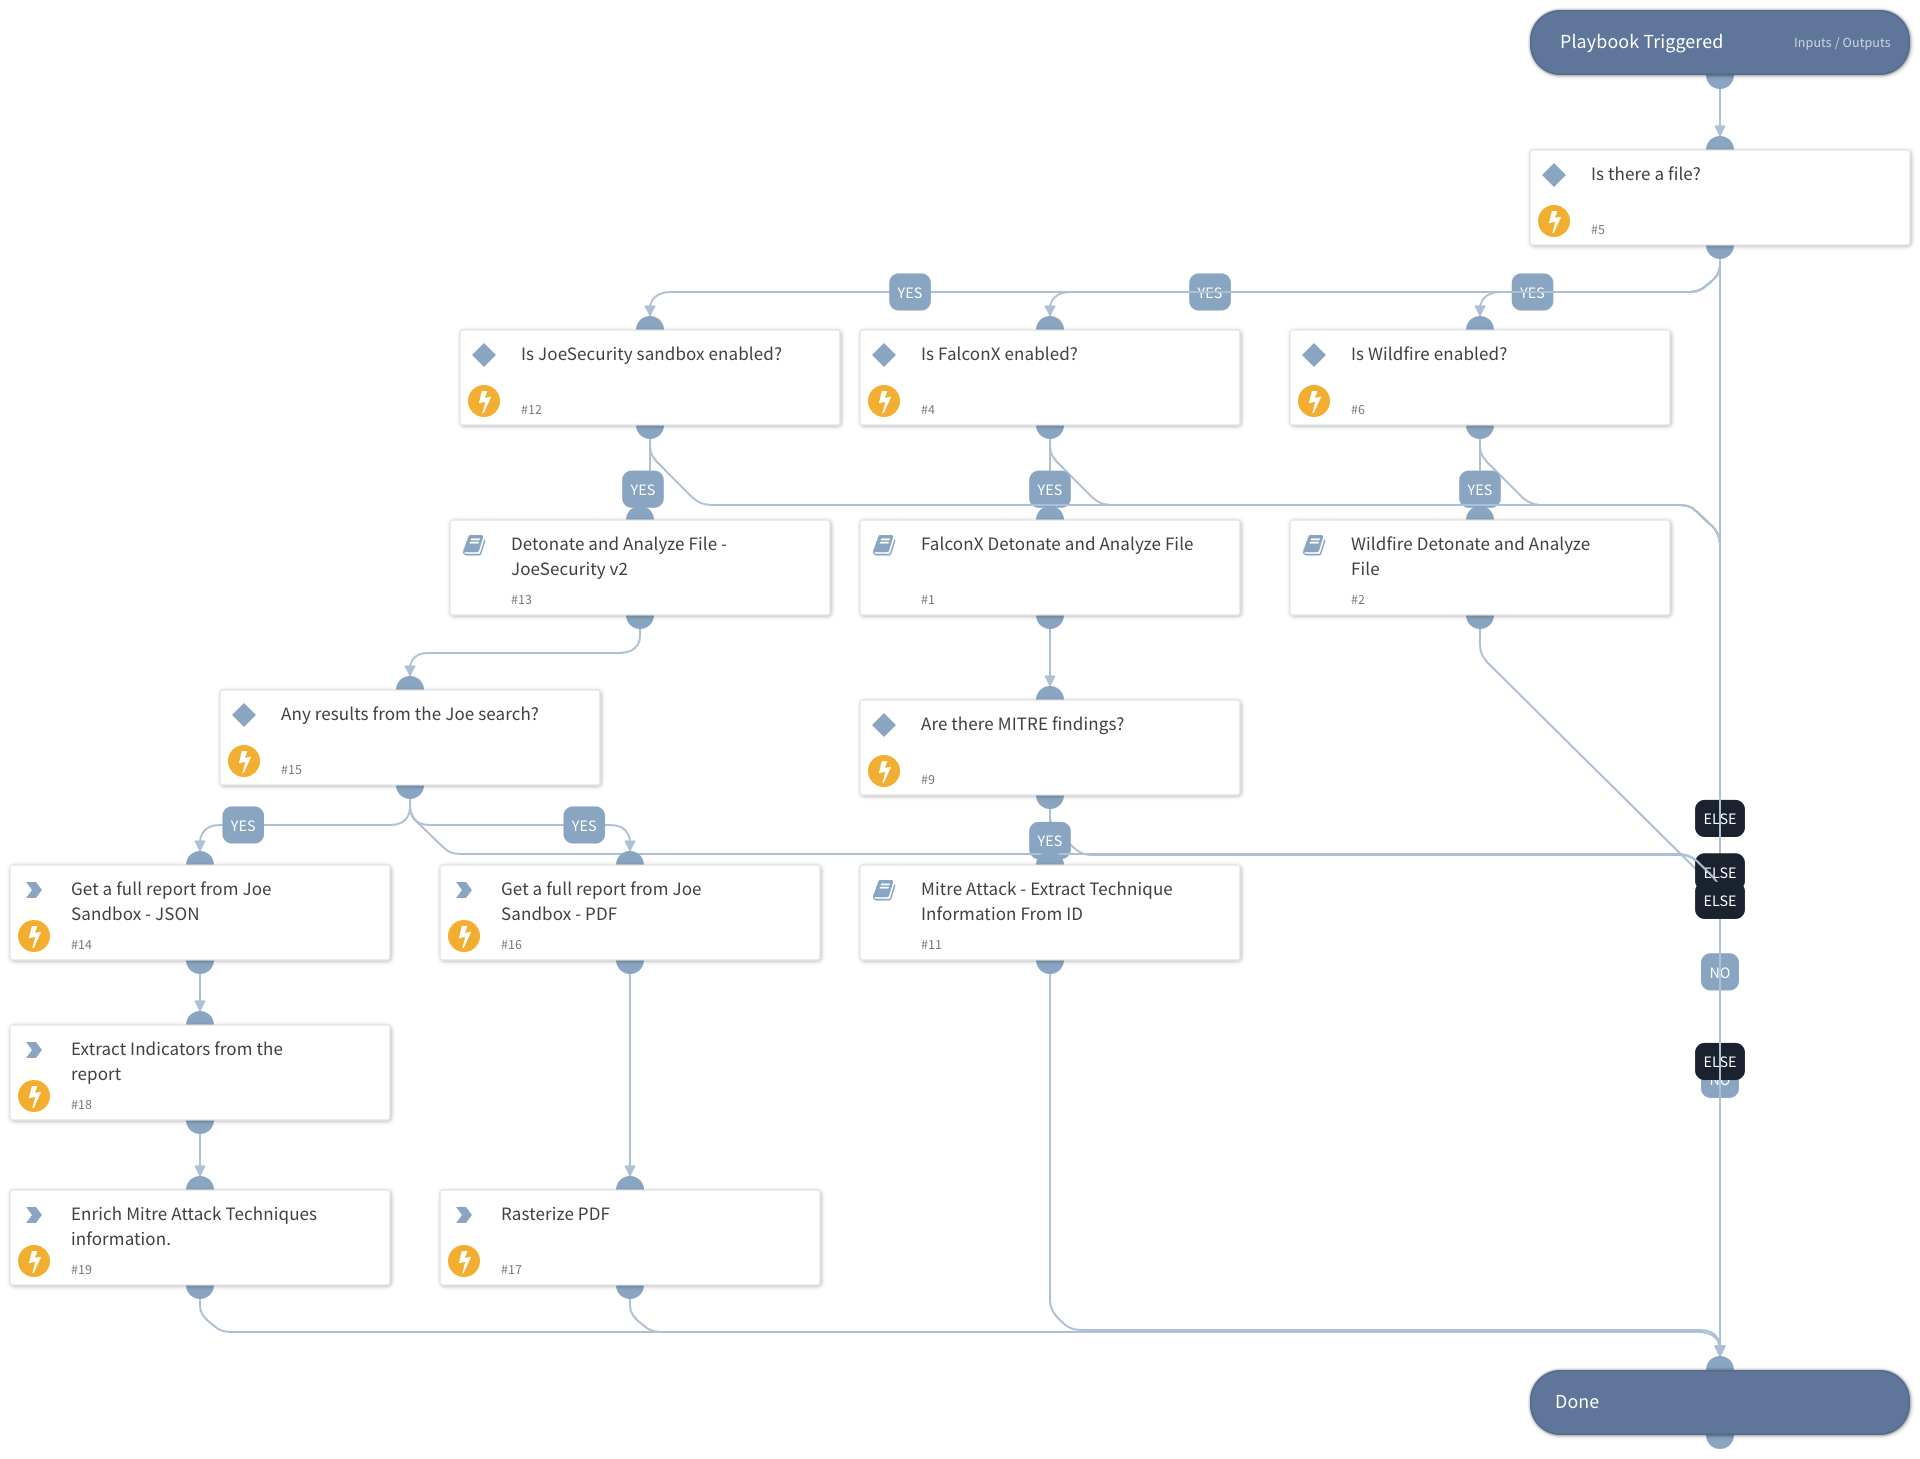 Playbook Triggered
Inputs / Outputs
Is there a file?
#5
YES
YES
YES
Is JoeSecurity sandbox enabled?
#12
Is FalconX enabled?
#4
Is Wildfire enabled?
#6
YES
YES
YES
Detonate and Analyze File -
JoeSecurity v2
#13
FalconX Detonate and Analyze File
#1
Wildfire Detonate and Analyze
File
#2
Any results from the Joe search?
#15
Are there MITRE findings?
#9
YES
YES
YES
ELSE
ELSE
ELSE
Get a full report from Joe
Sandbox - JSON
#14
Get a full report from Joe
Sandbox - PDF
#16
Mitre Attack - Extract Technique
Information From ID
#11
NO
ELSE
NO
Extract Indicators from the
report
#18
Enrich Mitre Attack Techniques
information.
#19
Rasterize PDF
#17
Done